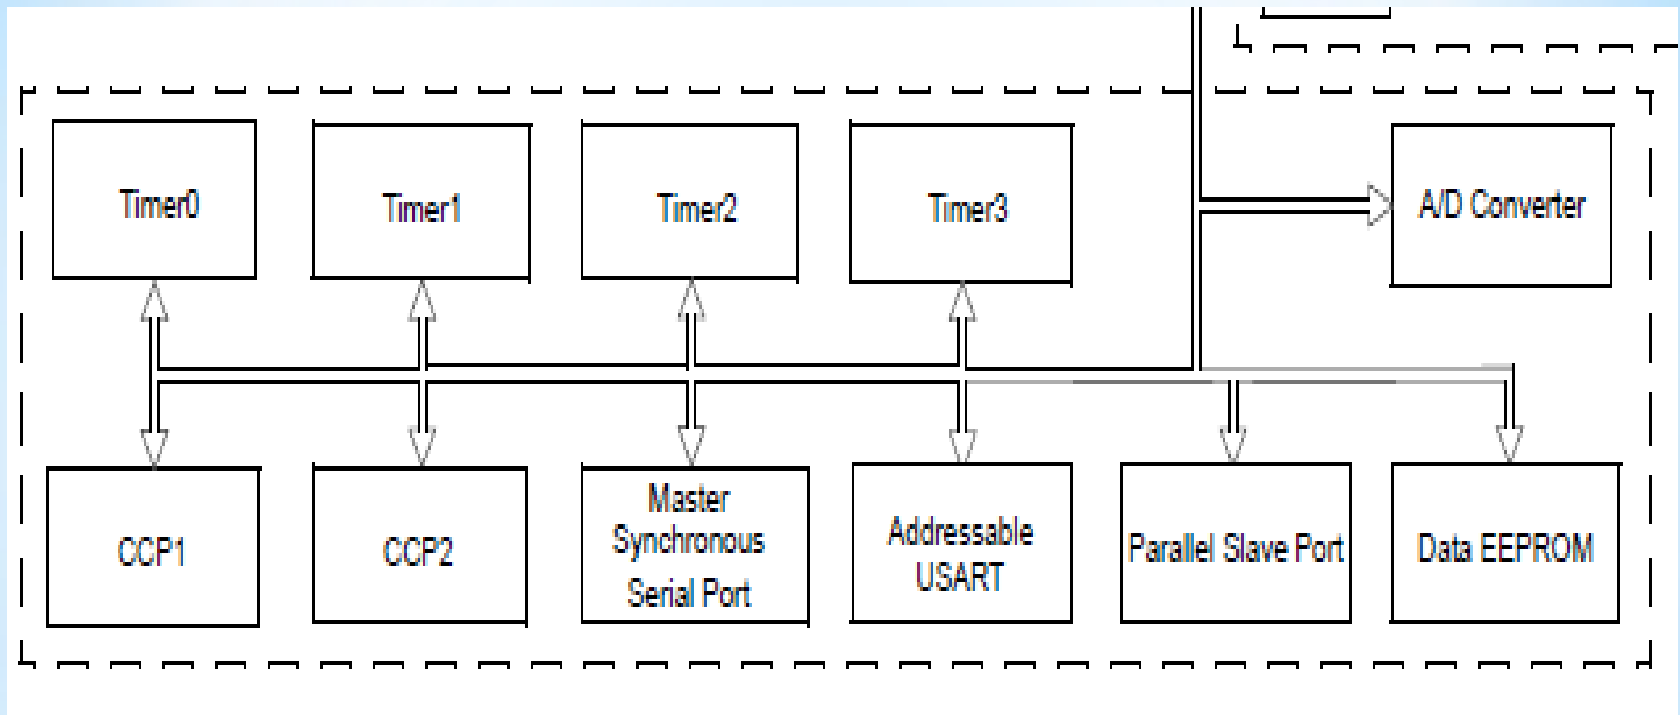 Timer0
Timer1
Timer2
Timer3
A/D Converter
CCP1
CCP2
Master
Synchronous
Serial Port
Addressable
USART
Parallel Slave Port
Data EEPROM